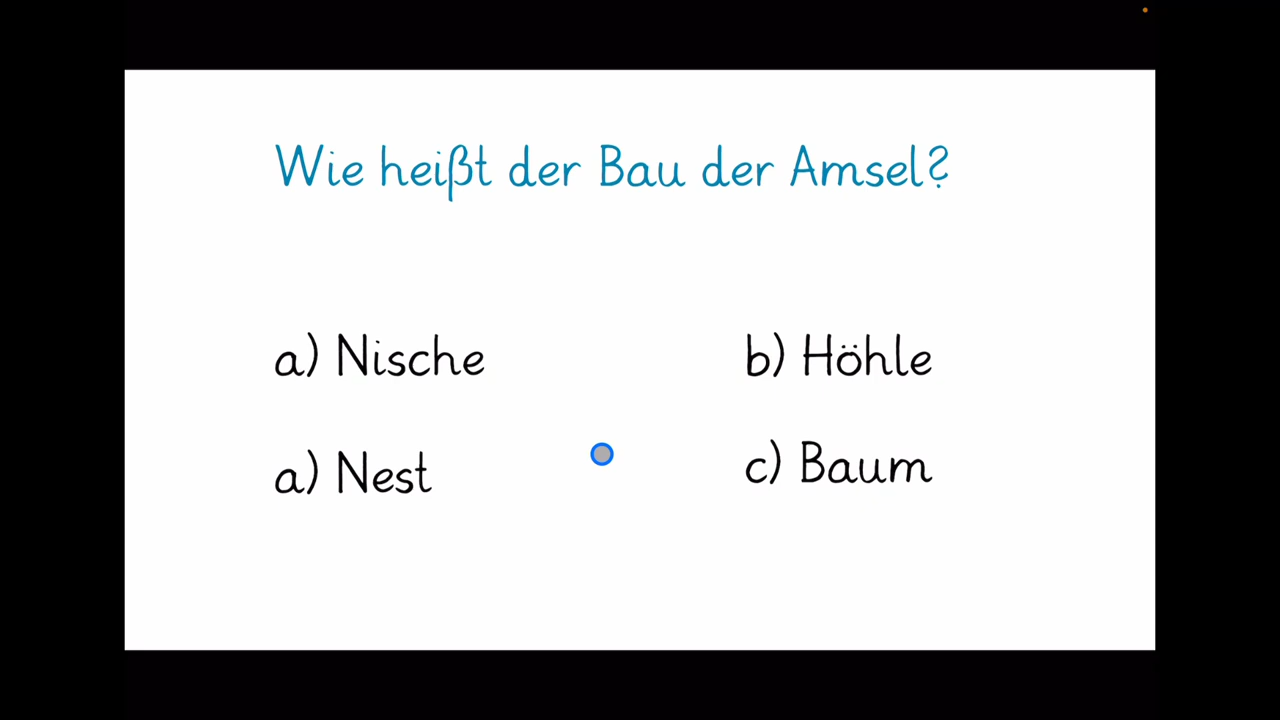 Wie heißt der Bau der Amsel?
a) Nische
b) Höhle
a) Nest
c) Baum